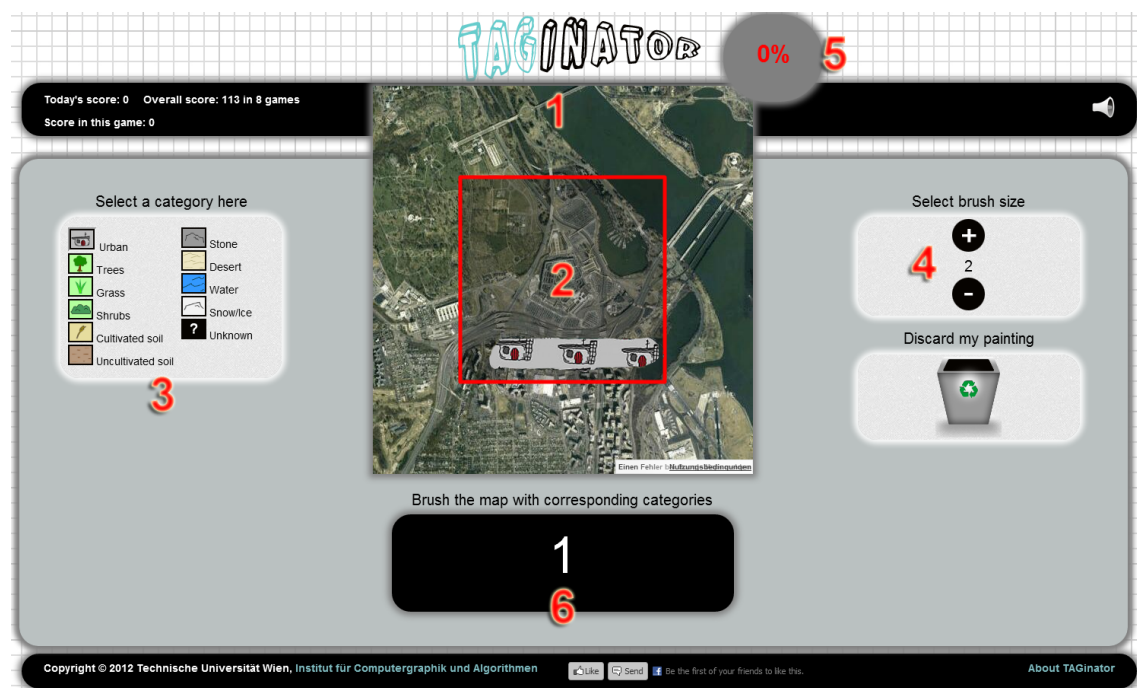 TAGINATOR
0%
5
Today's score: 0 Overall score: 113 in 8 games
Score in this game: 0
1
Select a category here
Urban
Trees
Grass
Shrubs
Cultivated soil
Uncultivated soil
Stone
Desert
Water
Snow/Ice
?
Unknown
3
2
Einen Fehler
Nutzungsbedingungen
Select brush size
+
4
2
-
Discard my painting
Brush the map with corresponding categories
1
6
Copyright © 2012 Technische Universität Wien, Institut für Computergraphik und Algorithmen
Like
Send
f Be the first of your friends to like this.
About TAGinator